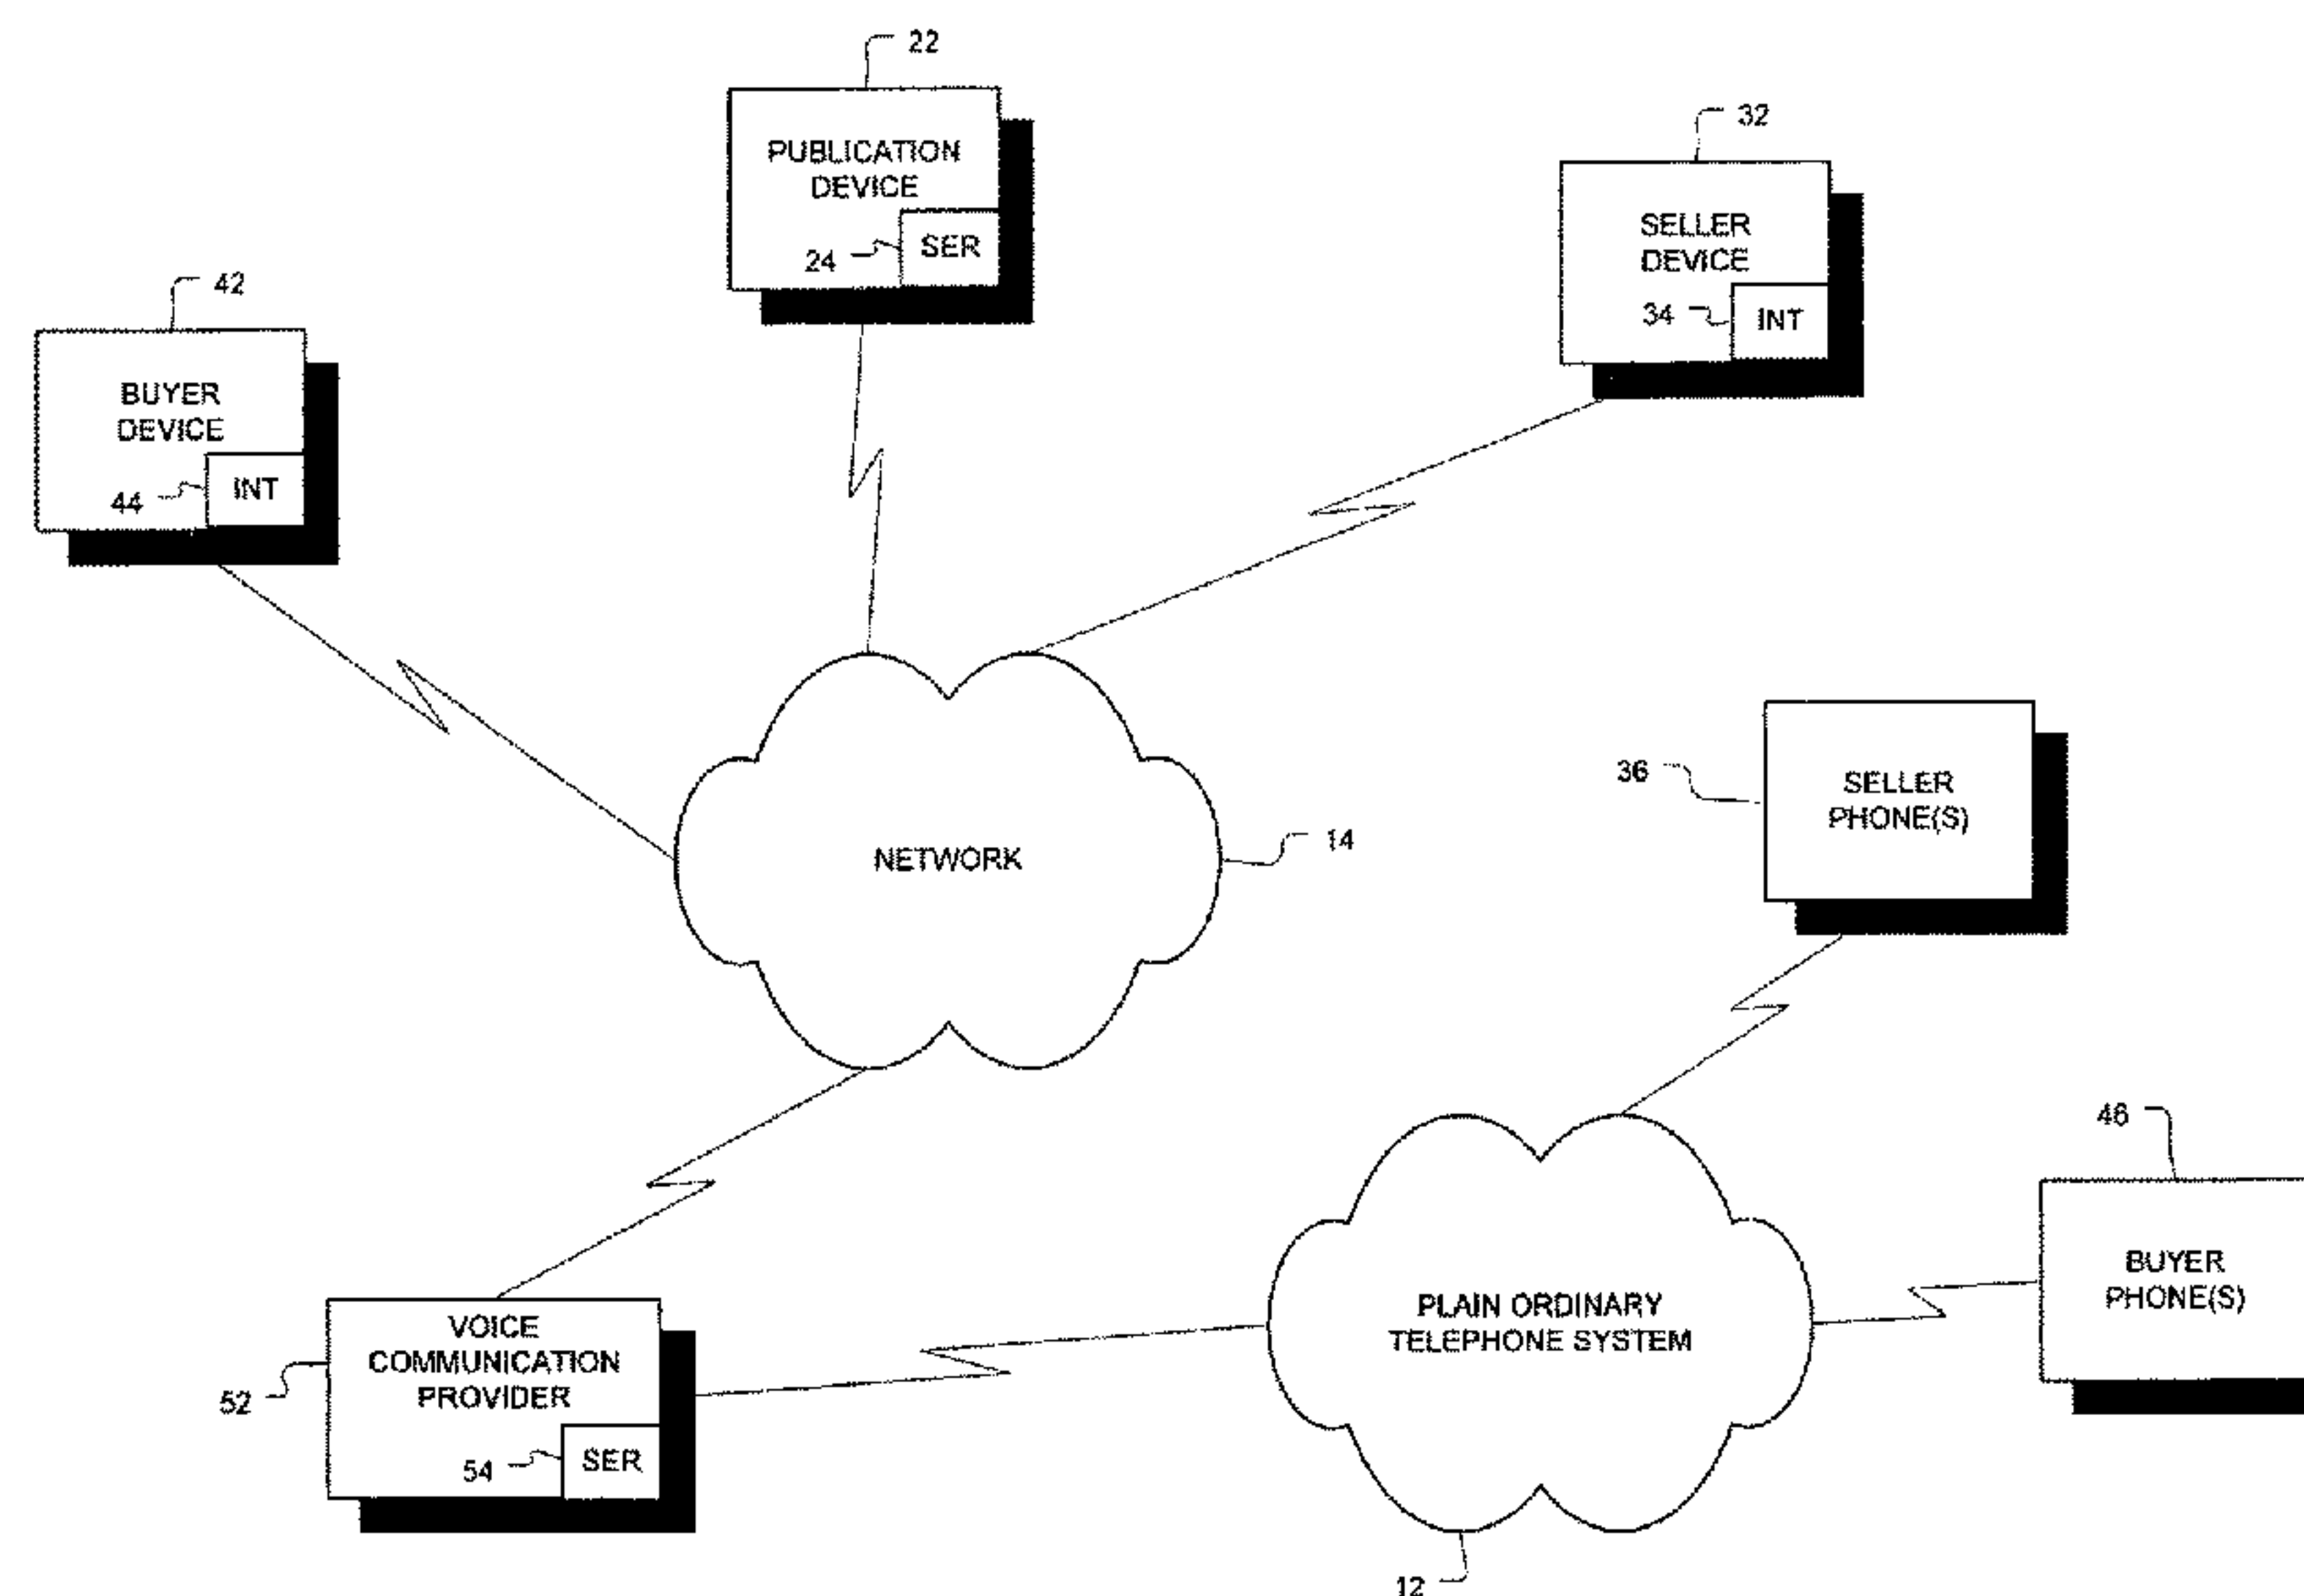 22
PUBLICATION
DEVICE
24
SER
32
SELLER
DEVICE
34
INT
42
BUYER
DEVICE
44
INT
NETWORK
14
36
SELLER
PHONE(S)
46
BUYER
PHONE(S)
PLAIN ORDINARY
TELEPHONE SYSTEM
12
VOICE
COMMUNICATION
PROVIDER
52
54
SER